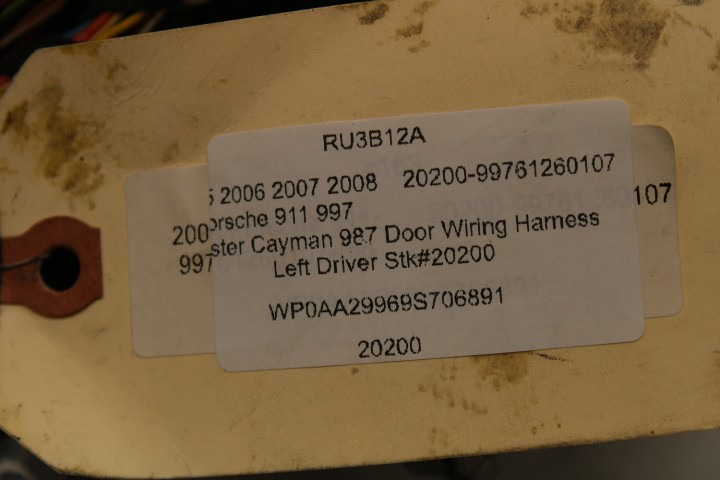 RU3B12A
5 2006 2007 2008 20200-99761260107
orsche 911 997
ster Cayman 987 Door Wiring Harness
Left Driver Stk#20200
WP0AA29969S706891
20200
200
997
107